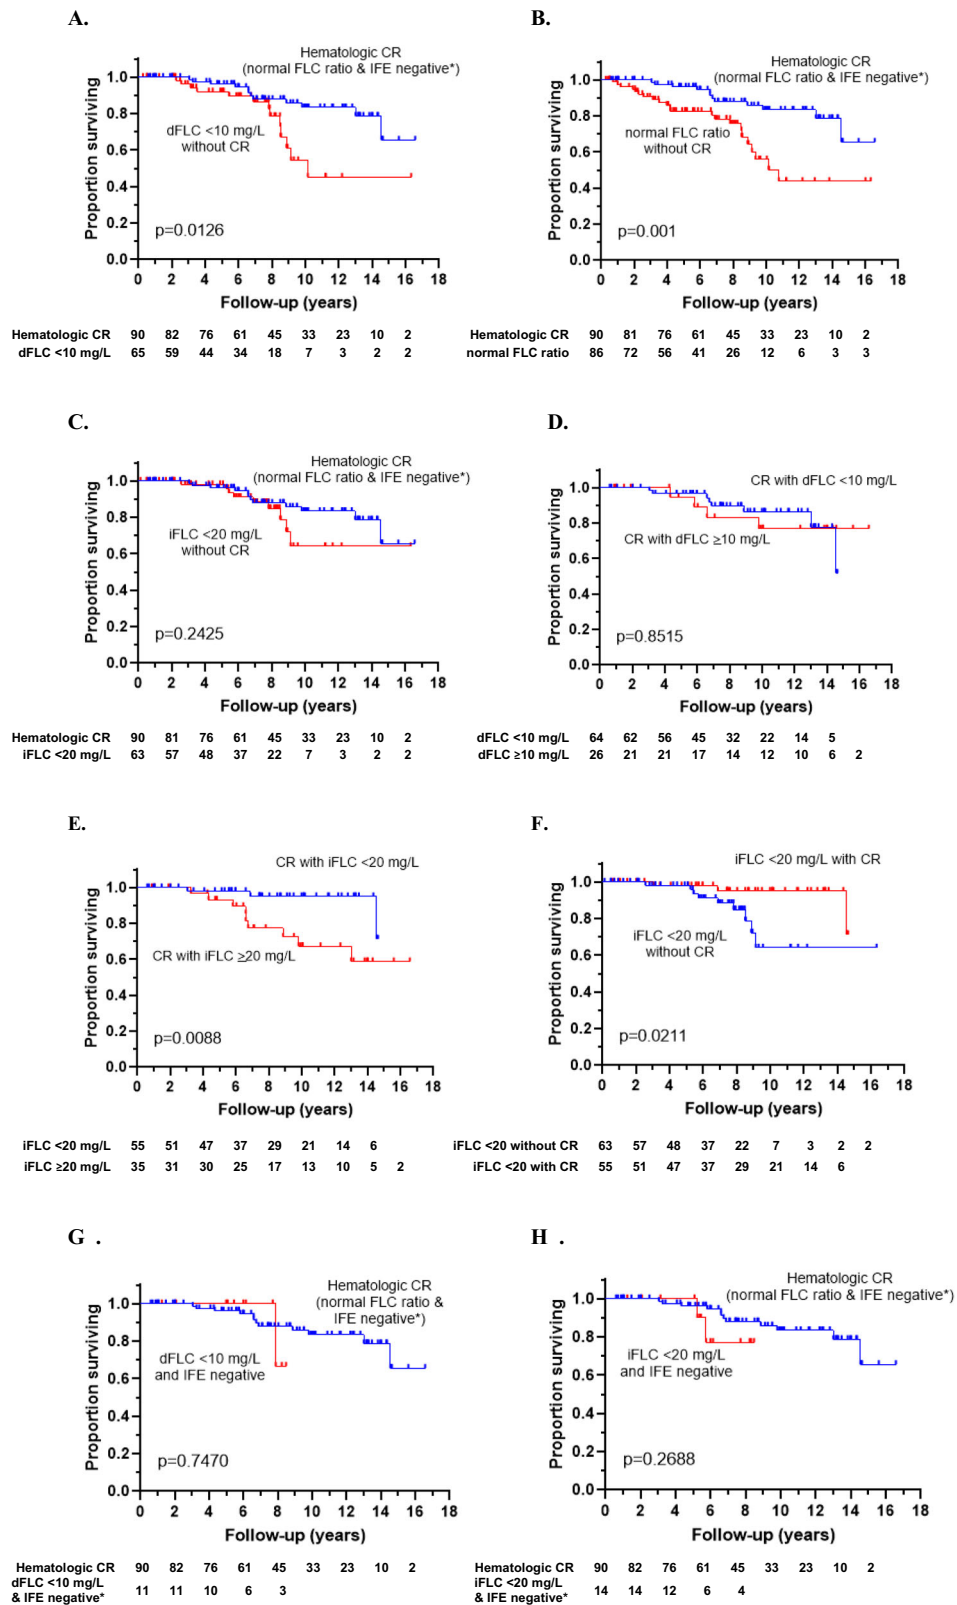 A.
Hematologic CR
(normal FLC ratio & IFE negative*)
1.0
0.8
0.6
0.4
0.2
0.0
Proportion surviving
dFLC <10 mg/L
without CR
p=0.0126
0 2 4 6 8 10 12 14 16 18
Follow-up (years)
Hematologic CR 90 82 76 61 45 33 23 10 2
dFLC <10 mg/L 65 59 44 34 18 7 3 2 2
B.
Hematologic CR
(normal FLC ratio & IFE negative*)
1.0
0.8
0.6
0.4
0.2
0.0
Proportion surviving
normal FLC ratio
without CR
p=0.001
0 2 4 6 8 10 12 14 16 18
Follow-up (years)
Hematologic CR 90 81 76 61 45 33 23 10 2
normal FLC ratio 86 72 56 41 26 12 6 3 3
C.
Hematologic CR
(normal FLC ratio & IFE negative*)
1.0
0.8
0.6
0.4
0.2
0.0
Proportion surviving
iFLC <20 mg/L
without CR
p=0.2425
0 2 4 6 8 10 12 14 16 18
Follow-up (years)
Hematologic CR 90 81 76 61 45 33 23 10 2
iFLC <20 mg/L 63 57 48 37 22 7 3 2 2
D.
CR with dFLC <10 mg/L
1.0
0.8
0.6
0.4
0.2
0.0
Proportion surviving
CR with dFLC ≥10 mg/L
p=0.8515
0 2 4 6 8 10 12 14 16 18
Follow-up (years)
dFLC <10 mg/L 64 62 56 45 32 22 14 5
dFLC ≥10 mg/L 26 21 21 17 14 12 10 6 2
E.
CR with iFLC <20 mg/L
1.0
0.8
0.6
0.4
0.2
0.0
Proportion surviving
CR with iFLC ≥20 mg/L
p=0.0088
0 2 4 6 8 10 12 14 16 18
Follow-up (years)
iFLC <20 mg/L 55 51 47 37 29 21 14 6
iFLC ≥20 mg/L 35 31 30 25 17 13 10 5 2
F.
iFLC <20 mg/L with CR
1.0
0.8
0.6
0.4
0.2
0.0
Proportion surviving
iFLC <20 mg/L
without CR
p=0.0211
0 2 4 6 8 10 12 14 16 18
Follow-up (years)
iFLC <20 without CR 63 57 48 37 22 7 3 2 2
iFLC <20 with CR 55 51 47 37 29 21 14 6
G .
Hematologic CR
(normal FLC ratio &
IFE negative*)
1.0
0.8
0.6
0.4
0.2
0.0
Proportion surviving
dFLC <10 mg/L
and IFE negative
p=0.7470
0 2 4 6 8 10 12 14 16 18
Follow-up (years)
Hematologic CR 90 82 76 61 45 33 23 10 2
dFLC <10 mg/L
& IFE negative* 11 11 10 6 3
H .
Hematologic CR
(normal FLC ratio & IFE negative*)
1.0
0.8
0.6
0.4
0.2
0.0
Proportion surviving
iFLC <20 mg/L
and IFE negative
p=0.2688
0 2 4 6 8 10 12 14 16 18
Follow-up (years)
Hematologic CR 90 82 76 61 45 33 23 10 2
iFLC <20 mg/L
& IFE negative* 14 14 12 6 4